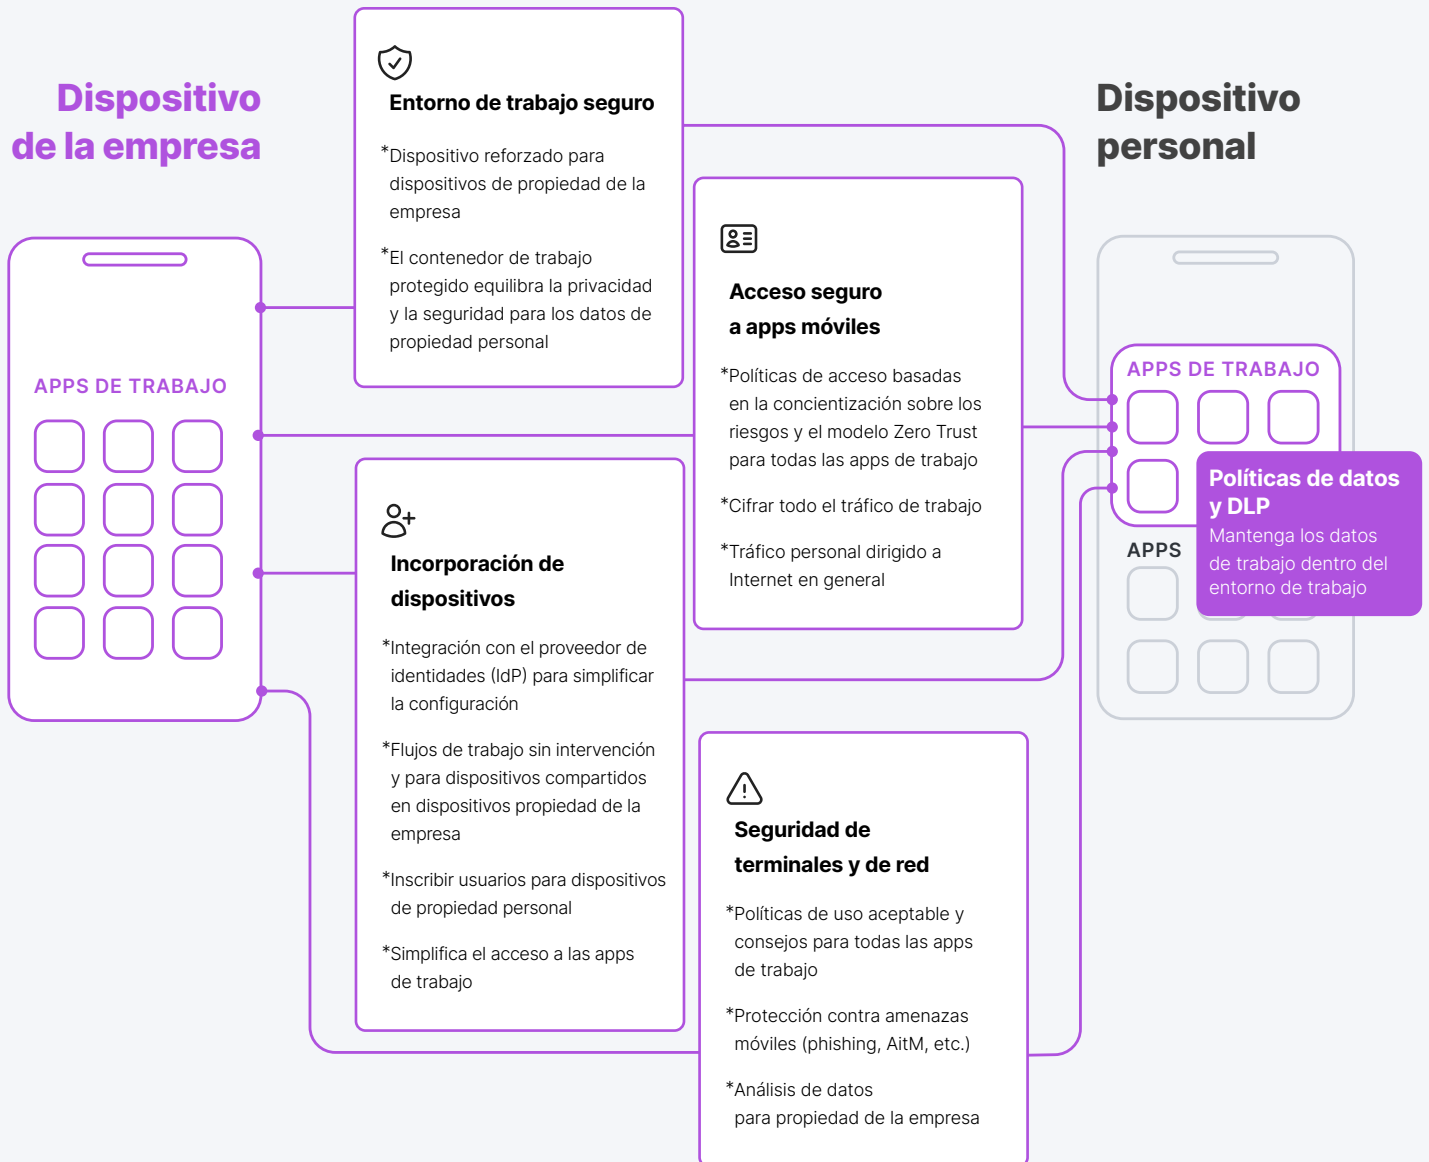 Dispositivo
de la empresa
APPS DE TRABAJO
Entorno de trabajo seguro
*Dispositivo reforzado para
dispositivos de propiedad de la
empresa
*El contenedor de trabajo
protegido equilibra la privacidad
y la seguridad para los datos de
propiedad personal
Acceso seguro
a apps móviles
*Políticas de acceso basadas
en la concientización sobre los
riesgos y el modelo Zero Trust
para todas las apps de trabajo
*Cifrar todo el tráfico de trabajo
*Tráfico personal dirigido a
Internet en general
Incorporación de
dispositivos
*Integración con el proveedor de
identidades (IdP) para simplificar
la configuración
*Flujos de trabajo sin intervención
y para dispositivos compartidos
en dispositivos propiedad de la
empresa
*Inscribir usuarios para dispositivos
de propiedad personal
*Simplifica el acceso a las apps
de trabajo
Seguridad de
terminales y de red
*Políticas de uso aceptable y
consejos para todas las apps
de trabajo
*Protección contra amenazas
móviles (phishing, AitM, etc.)
*Análisis de datos
para propiedad de la empresa
Dispositivo
personal
APPS DE TRABAJO
Políticas de datos
y DLP
Mantenga los datos
de trabajo dentro del
entorno de trabajo
APPS